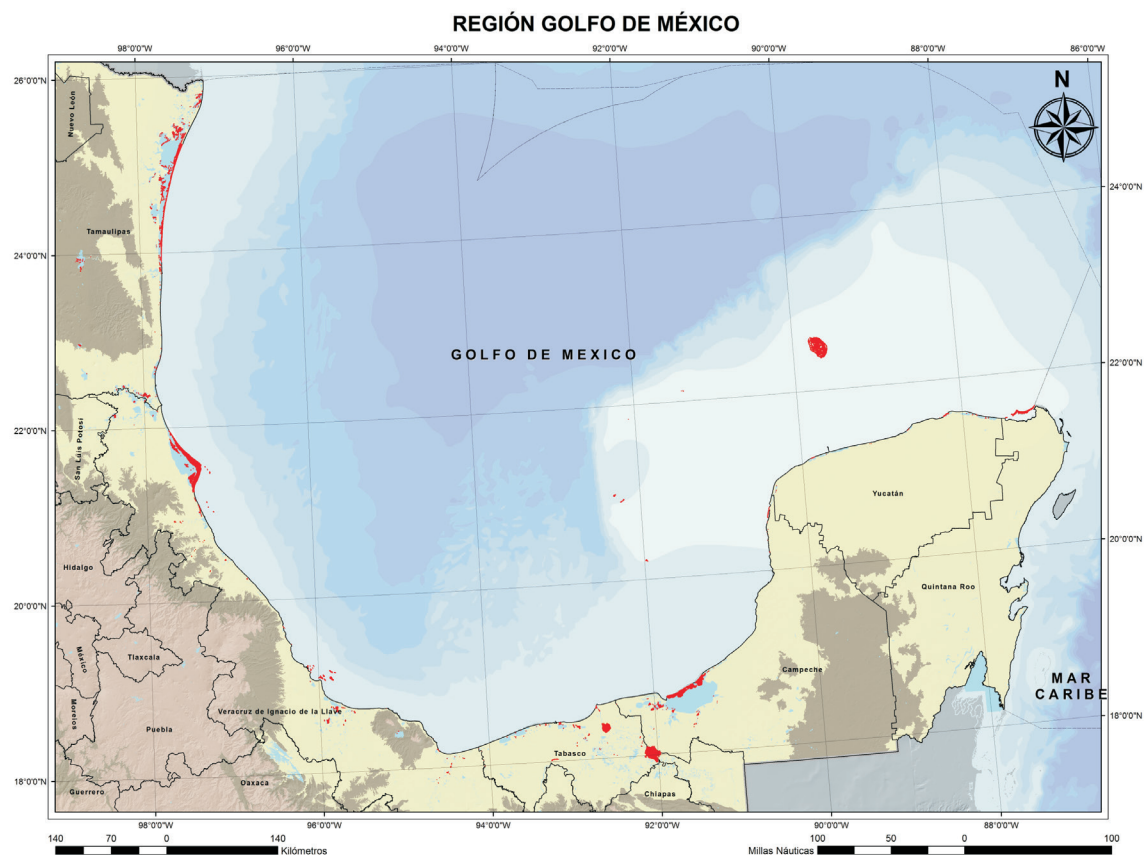 REGIÓN GOLFO DE MÉXICO
98°0'0"W
96°0'0"W
94°0'0"W
92°0'0"W
90°0'0"W
88°0'0"W
86°0'0"W
26°0'0"N
24°0'0"N
22°0'0"N
20°0'0"N
18°0'0"N
24°0'0"N
22°0'0"N
20°0'0"N
18°0'0"N
N
Nuevo León
Tamaulipas
GOLFO DE MEXICO
San Luis Potosí
Yucatán
Hidalgo
Quintana Roo
México
Tlaxcala
Campeche
MAR
CARIBE
Morelos
Puebla
Veracruz de Ignacio de la Llave
Tabasco
Oaxaca
Guerrero
Chiapas
98°0'0"W
96°0'0"W
94°0'0"W
92°0'0"W
90°0'0"W
88°0'0"W
140 70 0 140
Kilómetros
Millas Náuticas
100 50 0 100